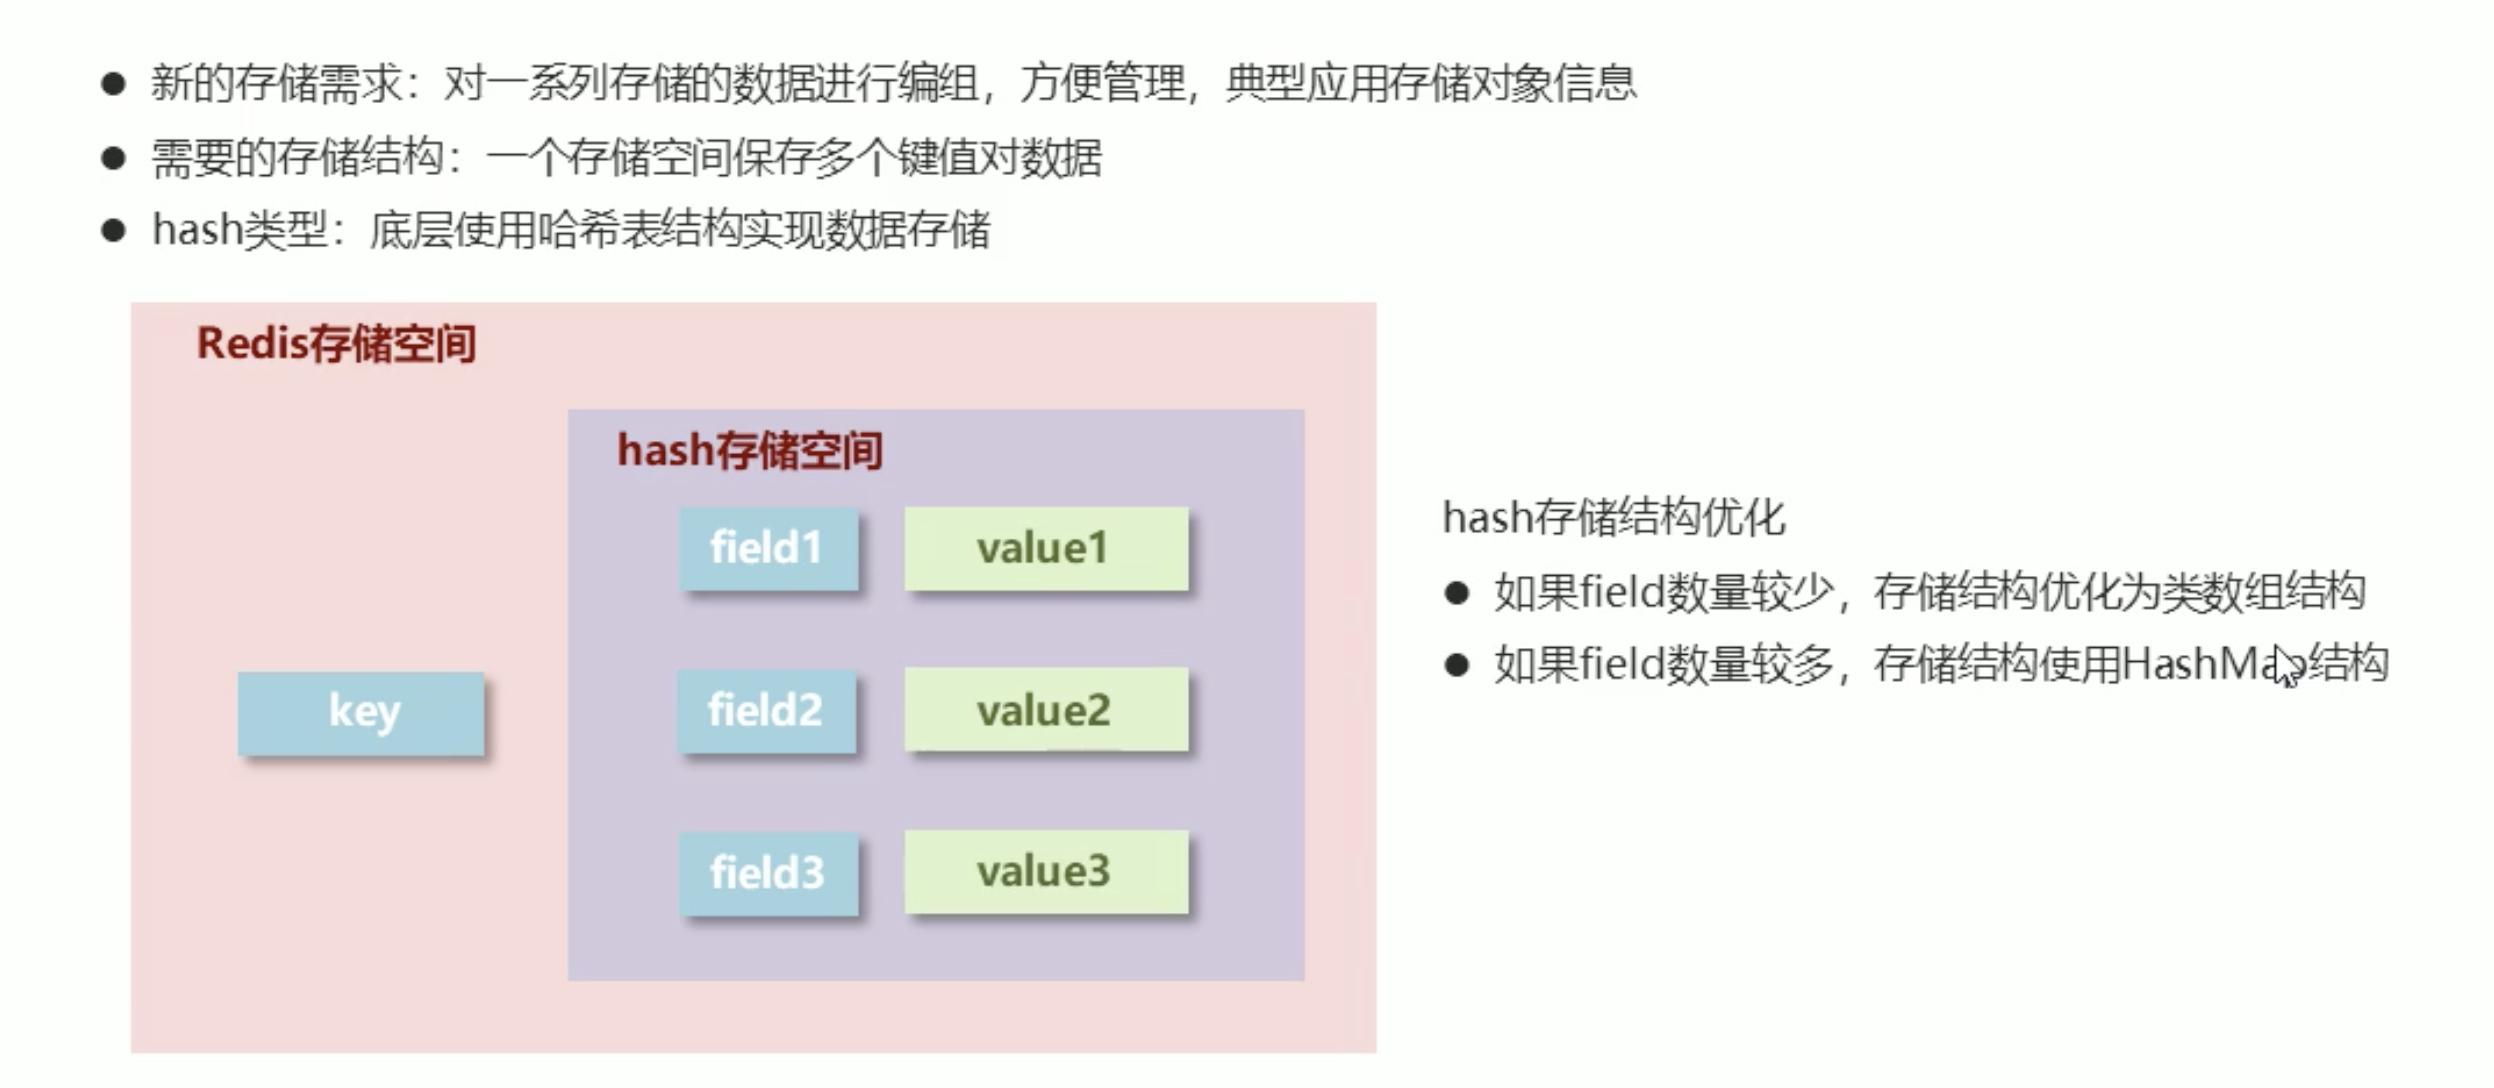 ● 新的存储需求：对一系列存储的数据进行编组，方便管理，典型应用存储对象信息
● 需要的存储结构：一个存储空间保存多个键值对数据
● hash类型：底层使用哈希表结构实现数据存储
Redis存储空间
hash存储空间
key
field1 value1
field2 value2
field3 value3
hash存储结构优化
● 如果field数量较少，存储结构优化为类数组结构
● 如果field数量较多，存储结构使用HashMap结构